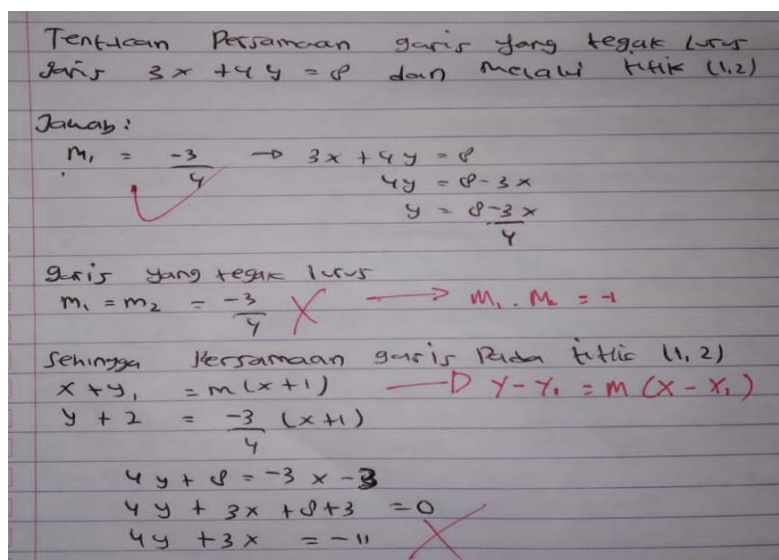 Tentukan Persamaan garis yang tegak lurus
garis 3x + 4y = 8 dan melalui titik (1,2)
Jawab:
m₁ = -3/4 → 3x + 4y = 8
4y = 8 - 3x
y = 8-3x/4
garis yang tegak lurus
m₁ = m₂ = -3/4 X → m₁ . m₂ = -1
Sehingga Persamaan garis Pada titik (1,2)
x + y₁ = m(x+1) → y - y₁ = m (x - x₁)
y + 2 = -3/4 (x+1)
4y + 8 = -3x - 3
4y + 3x + 8 + 3 = 0
4y + 3x = -11